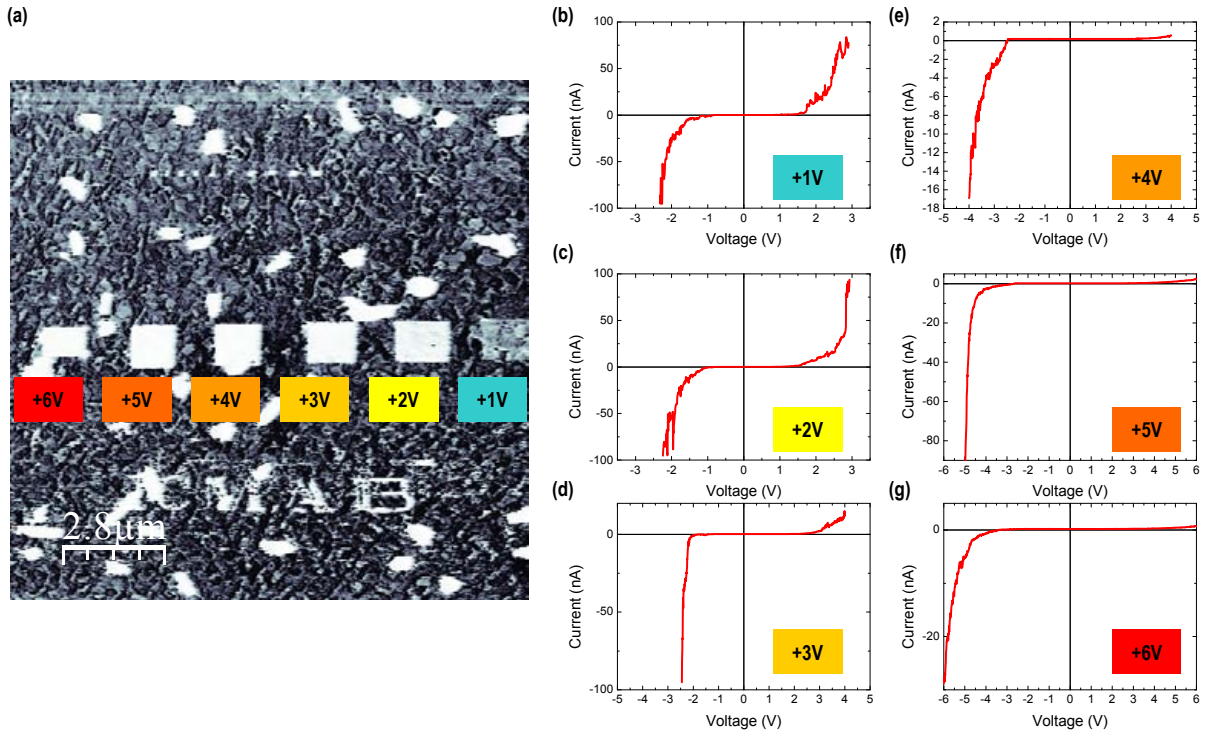 (a)
+6V +5V +4V +3V +2V +1V
CMAB
2.8µm
(b)
100
50
0
-50
-100
Current (nA)
-3 -2 -1 0 1 2 3
Voltage (V)
+1V
(c)
100
50
0
-50
-100
Current (nA)
-3 -2 -1 0 1 2 3
Voltage (V)
+2V
(d)
0
-50
-100
Current (nA)
-5 -4 -3 -2 -1 0 1 2 3 4 5
Voltage (V)
+3V
(e)
2
0
-2
-4
-6
-8
-10
-12
-14
-16
-18
Current (nA)
-5 -4 -3 -2 -1 0 1 2 3 4 5
Voltage (V)
+4V
(f)
0
-20
-40
-60
-80
Current (nA)
-6 -5 -4 -3 -2 -1 0 1 2 3 4 5 6
Voltage (V)
+5V
(g)
0
-10
-20
Current (nA)
-6 -5 -4 -3 -2 -1 0 1 2 3 4 5 6
Voltage (V)
+6V